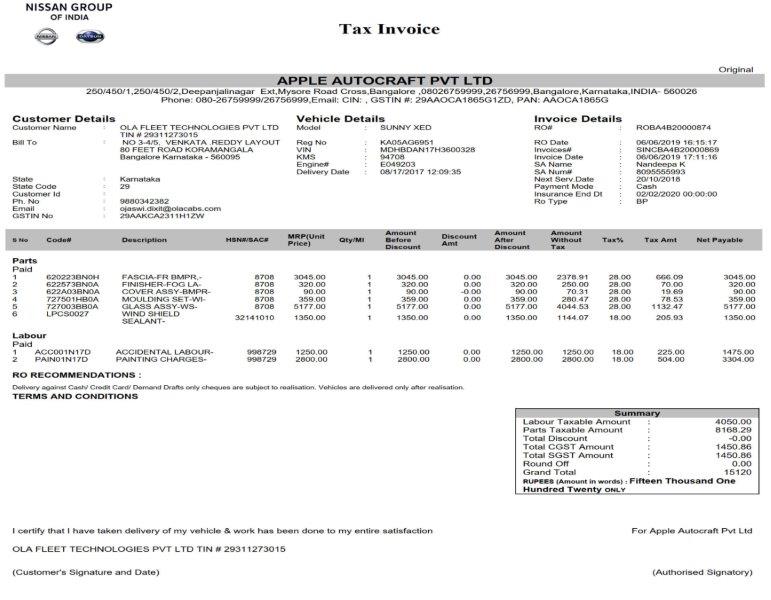 NISSAN GROUP
OF INDIA
NISSAN DATSUN
Tax Invoice
Original
APPLE AUTOCRAFT PVT LTD
250/450/1,250/450/2,Deepanjalinagar Ext,Mysore Road Cross,Bangalore ,08026759999,26756999,Bangalore,Karnataka,INDIA- 560026
Phone: 080-26759999/26756999,Email: CIN: , GSTIN #: 29AAOCA1865G1ZD, PAN: AAOCA1865G
Customer Details Vehicle Details Invoice Details
Customer Name : OLA FLEET TECHNOLOGIES PVT LTD Model : SUNNY XED RO# : ROBA4B20000874
TIN # 29311273015
Bill To : NO 3-4/5, VENKATA .REDDY LAYOUT Reg No : KA05AG6951 RO Date : 06/06/2019 16:15:17
80 FEET ROAD KORAMANGALA VIN : MDHBDAN17H3600328 Invoices# : SINCBA4B20000869
Bangalore Karnataka - 560095 KMS : 94708 Invoice Date : 06/06/2019 17:11:16
Engine# : E049203 SA Name : Nandeepa K
Delivery Date : 08/17/2017 12:09:35 SA Num# : 8095555993
State : Karnataka Next Serv.Date : 20/10/2018
State Code : 29 Payment Mode : Cash
Customer Id : Insurance End Dt : 02/02/2020 00:00:00
Ph. No : 9880342382 Ro Type : BP
Email : ojaswi.dixit@olacabs.com
GSTIN No : 29AAKCA2311H1ZW
S No Code# Description HSN#/SAC# MRP(Unit Price) Qty/Ml Amount Before Discount Discount Amt Amount After Discount Amount Without Tax Tax% Tax Amt Net Payable
Parts
Paid
1 620223BN0H FASCIA-FR BMPR,- 8708 3045.00 1 3045.00 0.00 3045.00 2378.91 28.00 666.09 3045.00
2 622573BN0A FINISHER-FOG LA- 8708 320.00 1 320.00 0.00 320.00 250.00 28.00 70.00 320.00
3 622A03BN0A COVER ASSY-BMPR- 8708 90.00 1 90.00 -0.00 90.00 70.31 28.00 19.69 90.00
4 727501HB0A MOULDING SET-WI- 8708 359.00 1 359.00 0.00 359.00 280.47 28.00 78.53 359.00
5 727003BB0A GLASS ASSY-WS- 8708 5177.00 1 5177.00 0.00 5177.00 4044.53 28.00 1132.47 5177.00
6 LPCS0027 WIND SHIELD SEALANT- 32141010 1350.00 1 1350.00 0.00 1350.00 1144.07 18.00 205.93 1350.00
Labour
Paid
1 ACC001N17D ACCIDENTAL LABOUR- 998729 1250.00 1 1250.00 0.00 1250.00 1250.00 18.00 225.00 1475.00
2 PAIN01N17D PAINTING CHARGES- 998729 2800.00 1 2800.00 0.00 2800.00 2800.00 18.00 504.00 3304.00
RO RECOMMENDATIONS :
Delivery against Cash/ Credit Card/ Demand Drafts only cheques are subject to realisation. Vehicles are delivered only after realisation.
TERMS AND CONDITIONS
Summary
Labour Taxable Amount : 4050.00
Parts Taxable Amount : 8168.29
Total Discount : -0.00
Total CGST Amount : 1450.86
Total SGST Amount : 1450.86
Round Off : 0.00
Grand Total : 15120
RUPEES (Amount in words) : Fifteen Thousand One
Hundred Twenty ONLY
I certify that I have taken delivery of my vehicle & work has been done to my entire satisfaction For Apple Autocraft Pvt Ltd
OLA FLEET TECHNOLOGIES PVT LTD TIN # 29311273015
(Customer's Signature and Date) (Authorised Signatory)